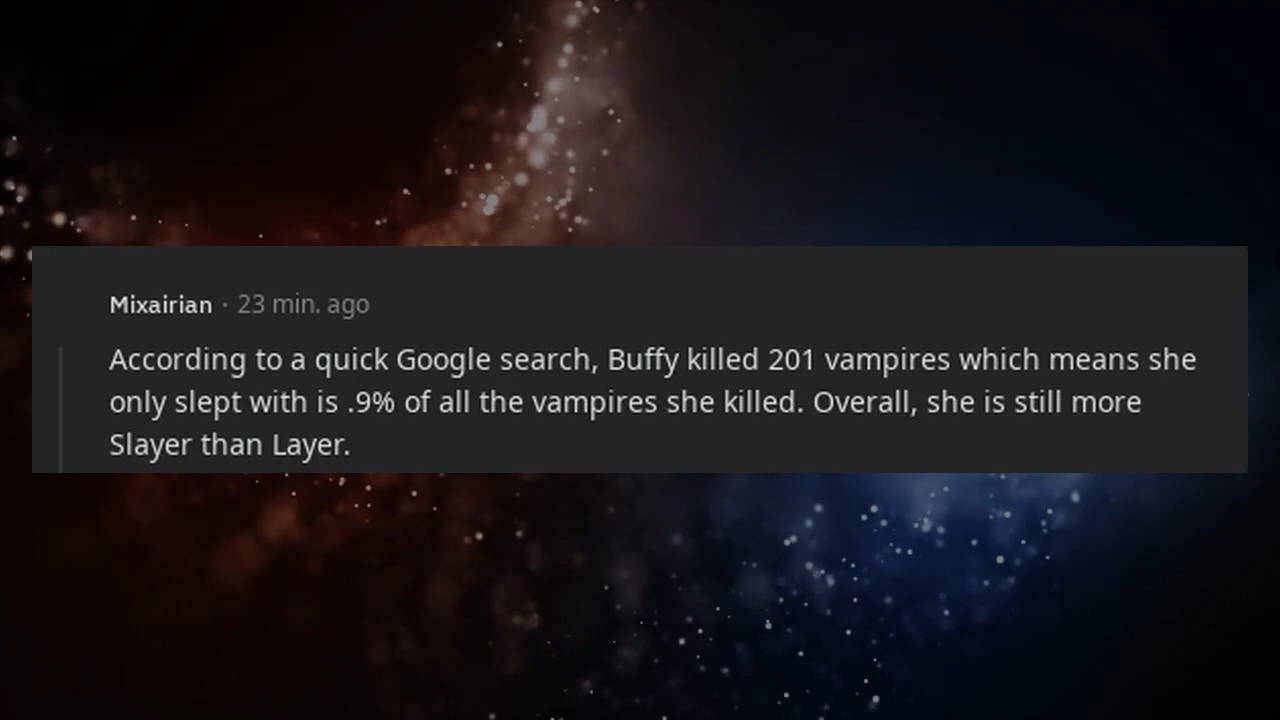 Mixairian · 23 min. ago
According to a quick Google search, Buffy killed 201 vampires which means she
only slept with is .9% of all the vampires she killed. Overall, she is still more
Slayer than Layer.